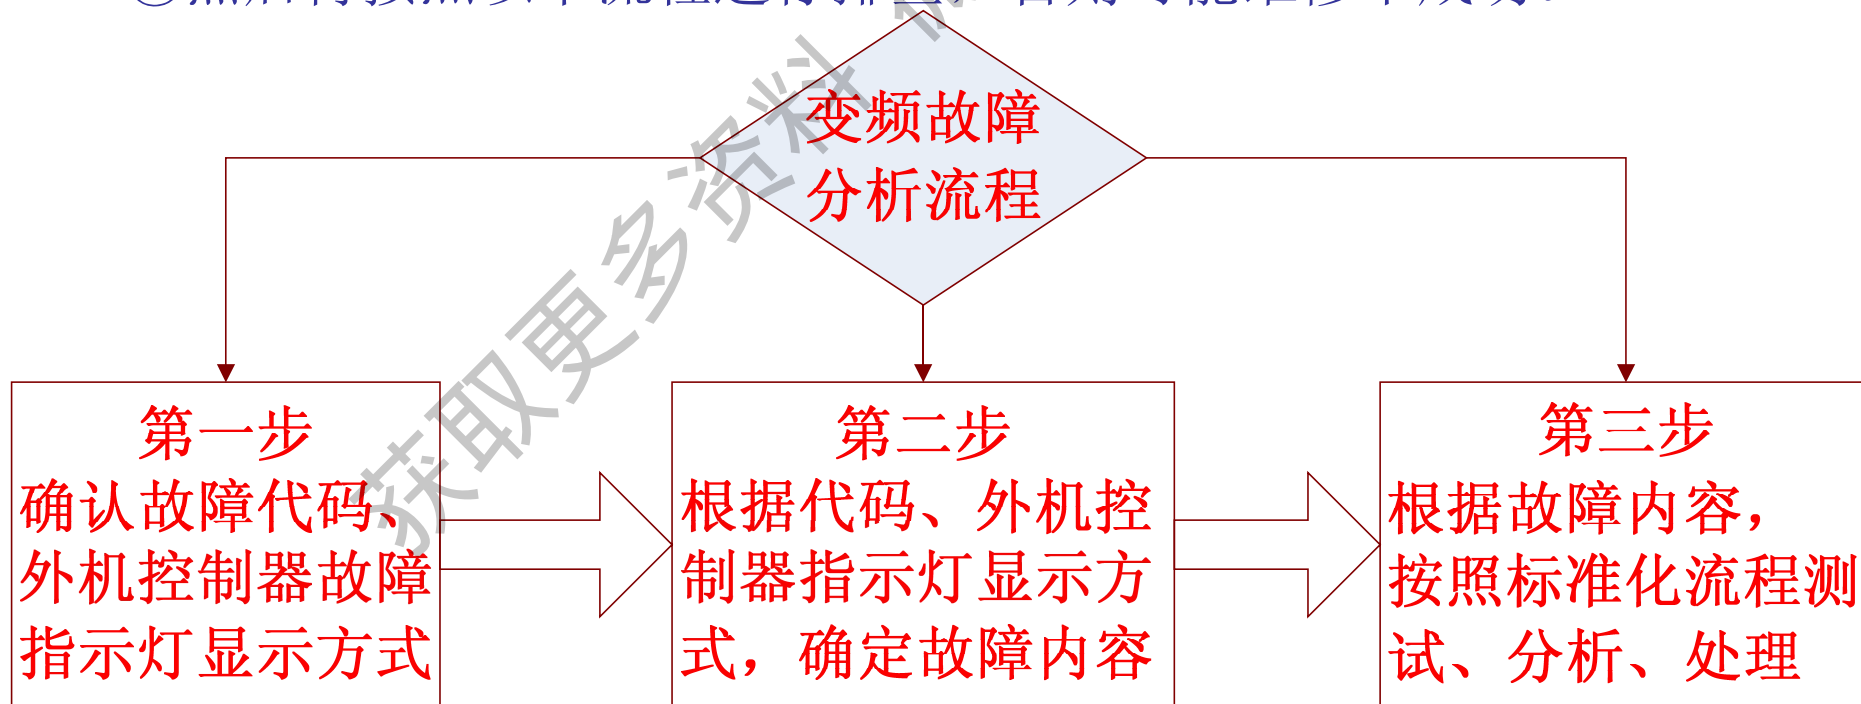 变频故障
分析流程
第一步
确认故障代码、
外机控制器故障
指示灯显示方式
第二步
根据代码、外机控
制器指示灯显示方
式，确定故障内容
第三步
根据故障内容，
按照标准化流程测
试、分析、处理
获取更多资料